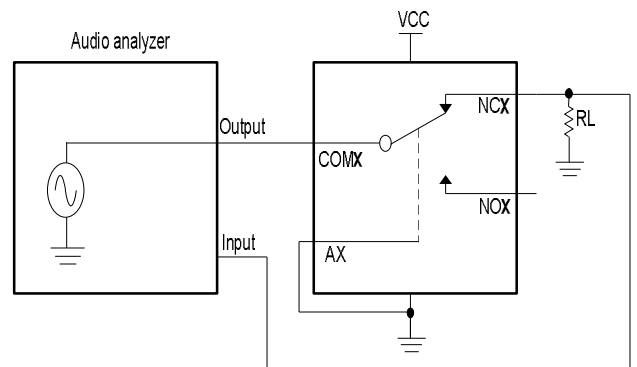 VCC
Audio analyzer
Output
COMX
NCX
RL
NOX
Input
AX